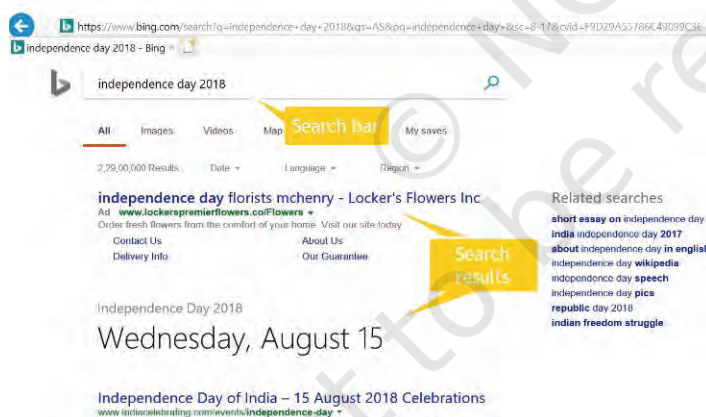 https://www.bing.com/search?q=independence+day+2018&qs=AS&pq=independence+day+&sc=8-17&cvid=F9D29A55786C49099C3E
independence day 2018 - Bing ×
independence day 2018
Search bar
All Images Videos Map My saves
2,29,00,000 Results Date Language Region
independence day florists mchenry - Locker's Flowers Inc
Ad www.lockerspremierflowers.co/Flowers
Order fresh flowers from the comfort of your home. Visit our site today
Contact Us About Us
Delivery Info Our Guarantee
Search
results
Independence Day 2018
Wednesday, August 15
Independence Day of India – 15 August 2018 Celebrations
www.indiacelebrating.com/events/independence-day
Related searches
short essay on independence day
india independence day 2017
about independence day in english
independence day wikipedia
independence day speech
independence day pics
republic day 2018
indian freedom struggle